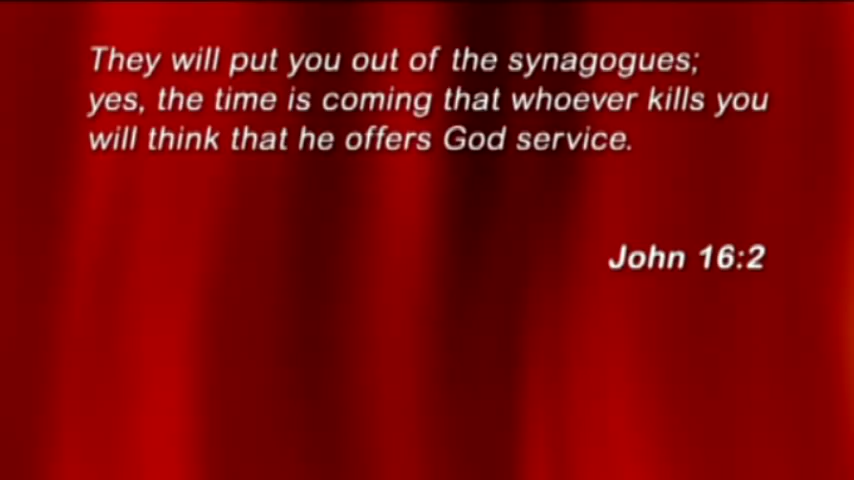 They will put you out of the synagogues;
yes, the time is coming that whoever kills you
will think that he offers God service.
John 16:2